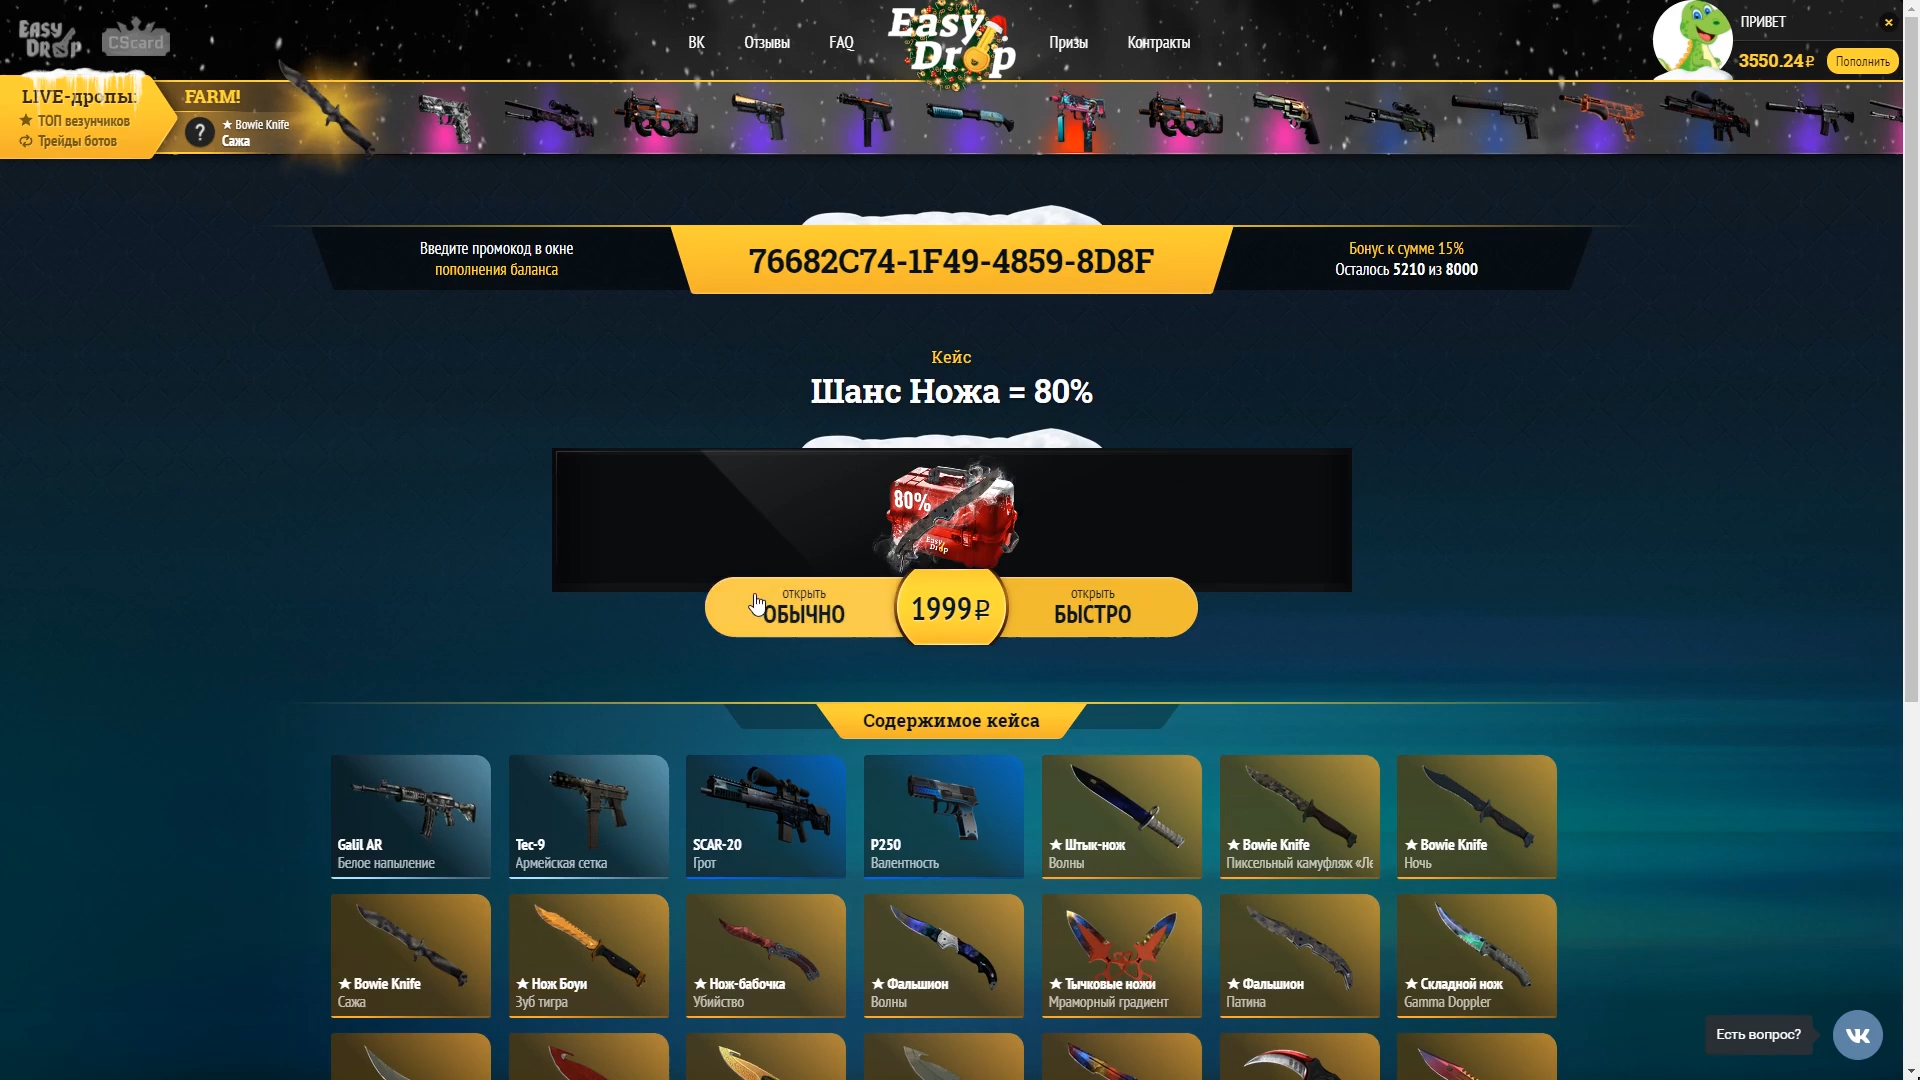 EASY DROP
CScard
ВК
Отзывы
FAQ
Easy Drop
Призы
Контракты
ПРИВЕТ
3550.24₽
Пополнить
LIVE-дропы:
ТОП везунчиков
Трейды ботов
FARM!
?
★ Bowie Knife
Сажа
Введите промокод в окне
пополнения баланса
76682C74-1F49-4859-8D8F
Бонус к сумме 15%
Осталось 5210 из 8000
Кейс
Шанс Ножа = 80%
80%
Easy Drop
открыть
ОБЫЧНО
1999₽
открыть
БЫСТРО
Содержимое кейса
Galil AR
Белое напыление
Tec-9
Армейская сетка
SCAR-20
Грот
P250
Валентность
★ Штык-нож
Волны
★ Bowie Knife
Пиксельный камуфляж «Ле
★ Bowie Knife
Ночь
★ Bowie Knife
Сажа
★ Нож Боуи
Зуб тигра
★ Нож-бабочка
Убийство
★ Фальшион
Волны
★ Тычковые ножи
Мраморный градиент
★ Фальшион
Патина
★ Складной нож
Gamma Doppler
Есть вопрос?